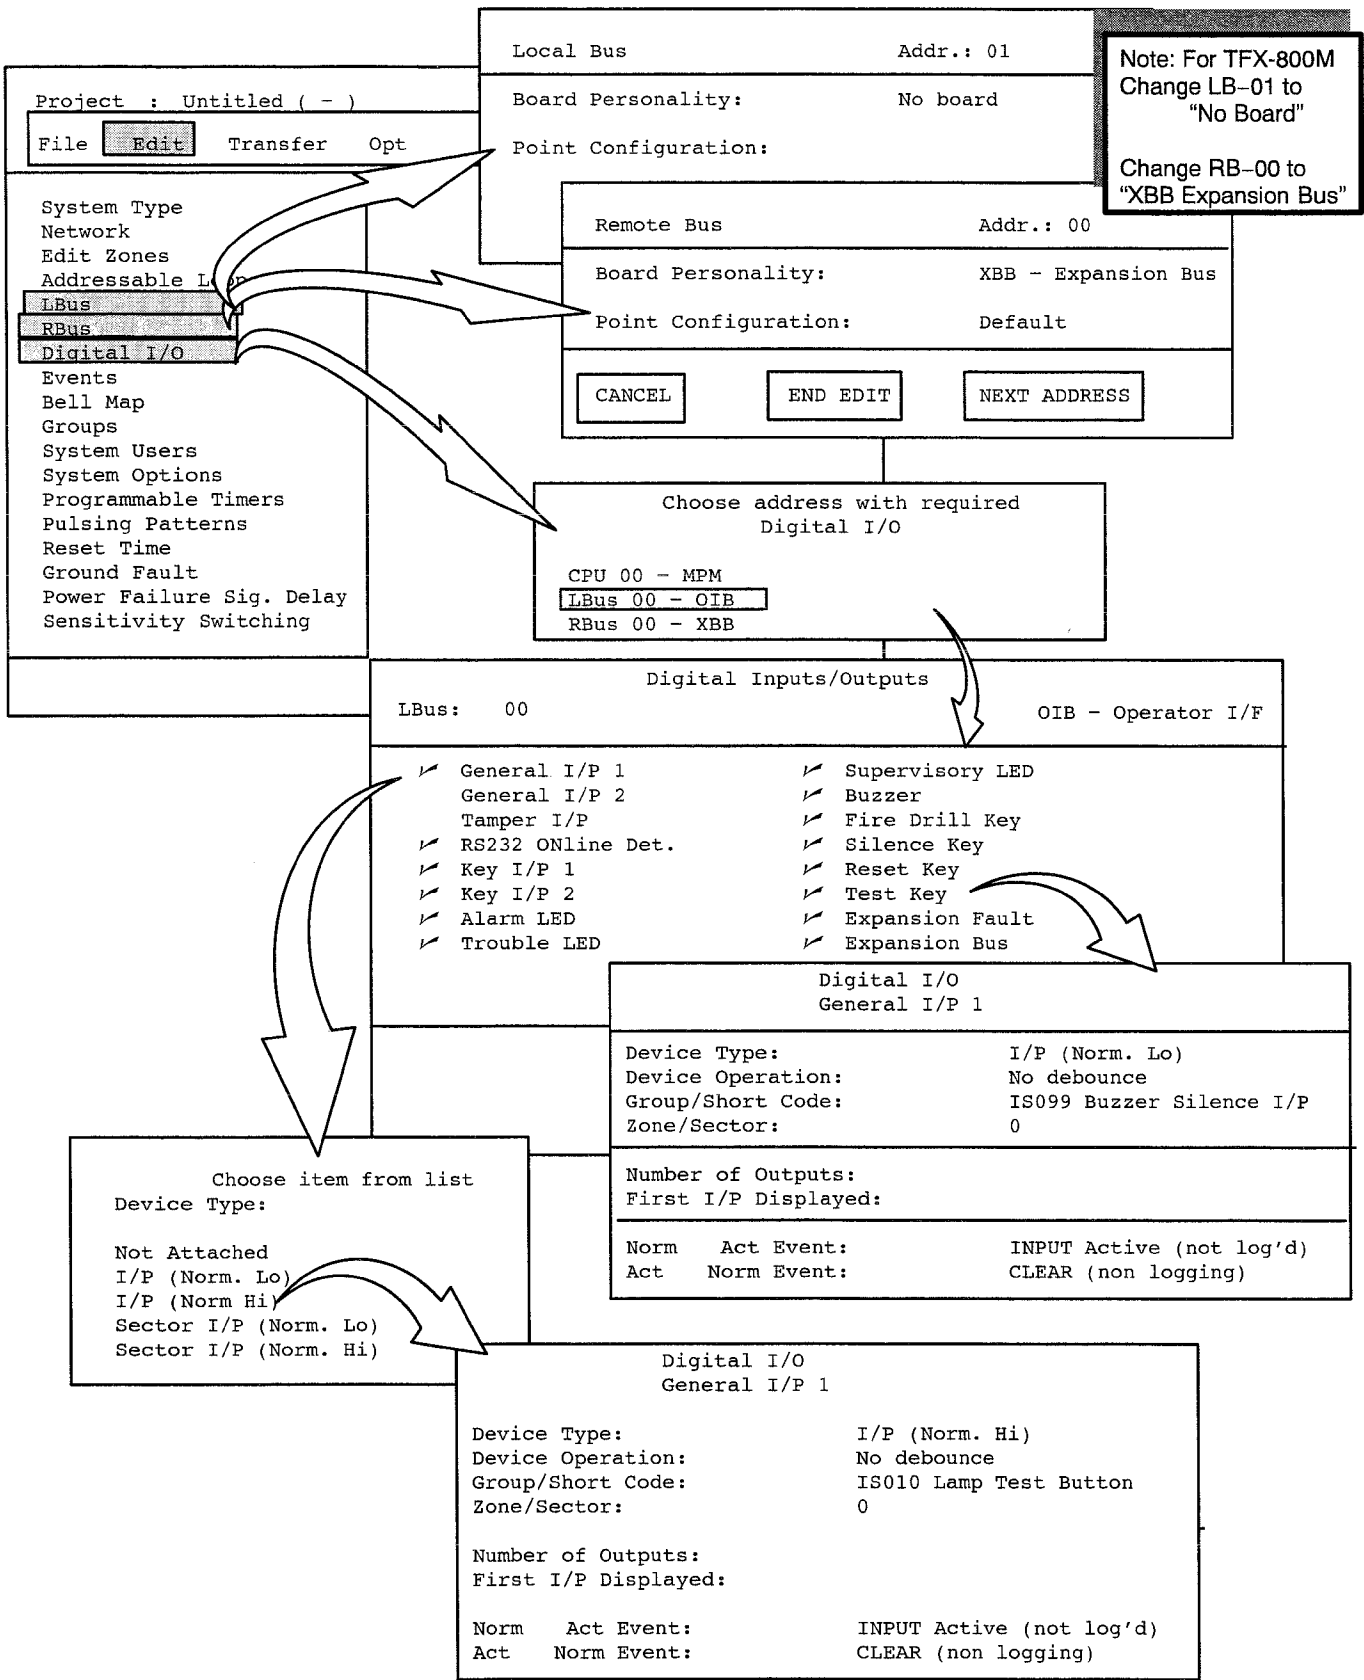 Local Bus Addr.: 01
Board Personality: No board
Point Configuration:
Note: For TFX-800M
Change LB-01 to
"No Board"
Change RB-00 to
"XBB Expansion Bus"
Project : Untitled ( - )
File Edit Transfer Opt
System Type
Network
Edit Zones
Addressable Loop
LBus
RBus
Digital I/O
Events
Bell Map
Groups
System Users
System Options
Programmable Timers
Pulsing Patterns
Reset Time
Ground Fault
Power Failure Sig. Delay
Sensitivity Switching
Remote Bus Addr.: 00
Board Personality: XBB - Expansion Bus
Point Configuration: Default
CANCEL END EDIT NEXT ADDRESS
Choose address with required
Digital I/O
CPU 00 - MPM
LBus 00 - OIB
RBus 00 - XBB
Digital Inputs/Outputs
LBus: 00 OIB - Operator I/F
General I/P 1 Supervisory LED
General I/P 2 Buzzer
Tamper I/P Fire Drill Key
RS232 ONline Det. Silence Key
Key I/P 1 Reset Key
Key I/P 2 Test Key
Alarm LED Expansion Fault
Trouble LED Expansion Bus
Digital I/O
General I/P 1
Device Type: I/P (Norm. Lo)
Device Operation: No debounce
Group/Short Code: IS099 Buzzer Silence I/P
Zone/Sector: 0
Number of Outputs:
First I/P Displayed:
Norm Act Event: INPUT Active (not log'd)
Act Norm Event: CLEAR (non logging)
Choose item from list
Device Type:
Not Attached
I/P (Norm. Lo)
I/P (Norm Hi)
Sector I/P (Norm. Lo)
Sector I/P (Norm. Hi)
Digital I/O
General I/P 1
Device Type: I/P (Norm. Hi)
Device Operation: No debounce
Group/Short Code: IS010 Lamp Test Button
Zone/Sector: 0
Number of Outputs:
First I/P Displayed:
Norm Act Event: INPUT Active (not log'd)
Act Norm Event: CLEAR (non logging)